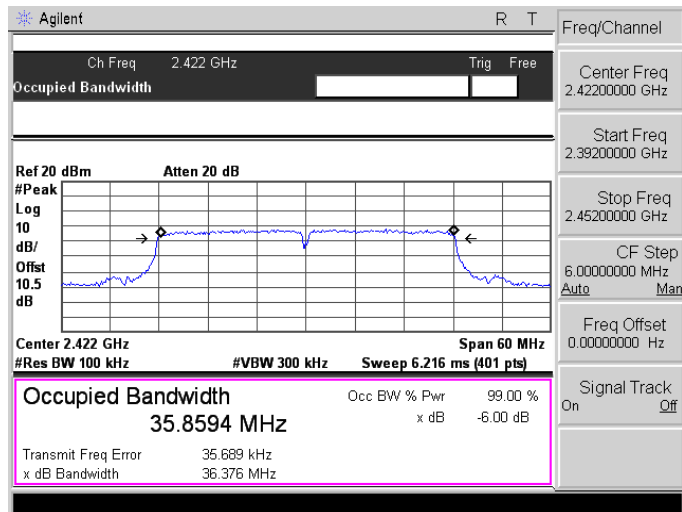 Agilent R T
Ch Freq 2.422 GHz Trig Free
Occupied Bandwidth
Ref 20 dBm Atten 20 dB
#Peak
Log
10
dB/
Offst
10.5
dB
Center 2.422 GHz Span 60 MHz
#Res BW 100 kHz #VBW 300 kHz Sweep 6.216 ms (401 pts)
Occupied Bandwidth
35.8594 MHz
Occ BW % Pwr 99.00 %
x dB -6.00 dB
Transmit Freq Error 35.689 kHz
x dB Bandwidth 36.376 MHz
Freq/Channel
Center Freq
2.42200000 GHz
Start Freq
2.39200000 GHz
Stop Freq
2.45200000 GHz
CF Step
6.00000000 MHz
Auto Man
Freq Offset
0.00000000 Hz
Signal Track
On Off